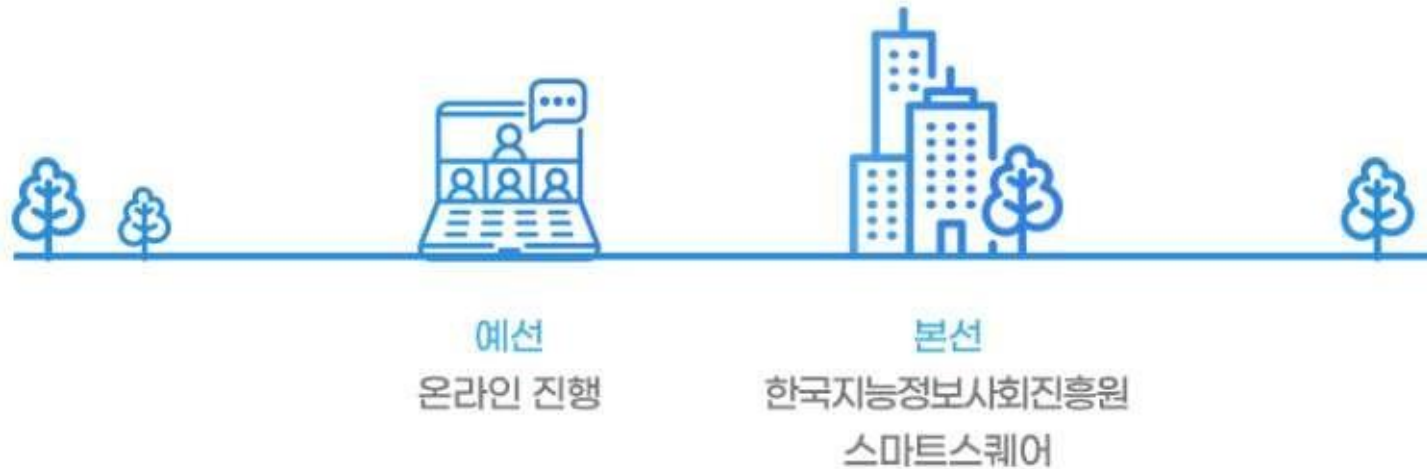 예선
온라인 진행
본선
한국지능정보사회진흥원
스마트스퀘어